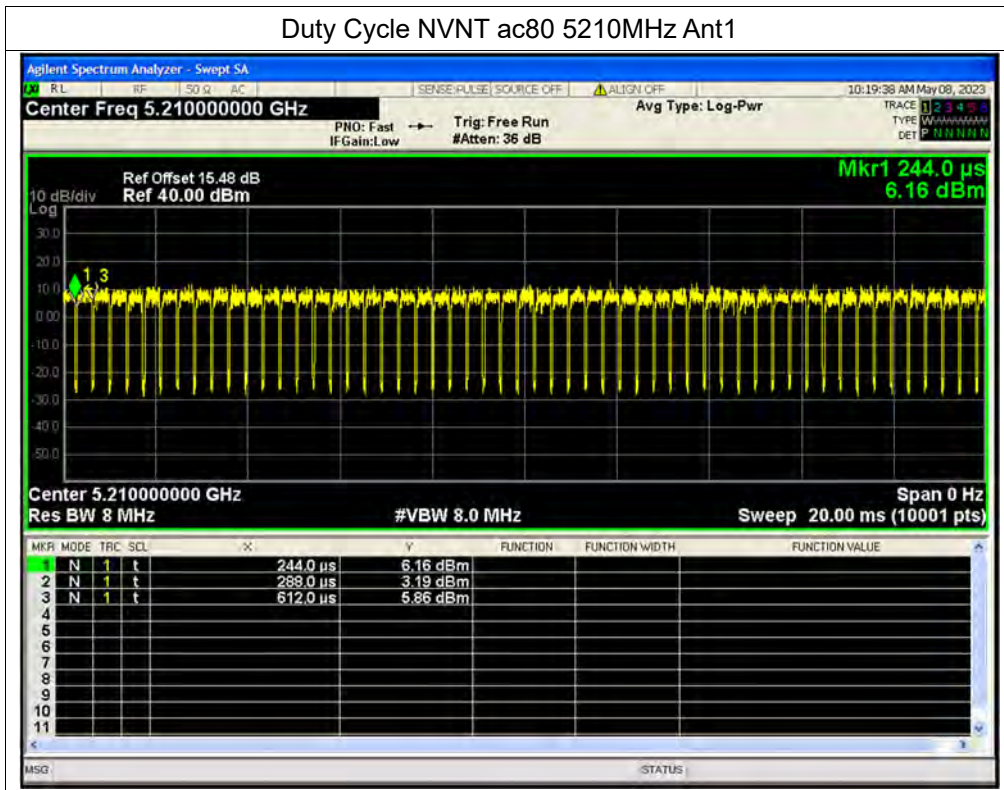 Duty Cycle NVNT ac80 5210MHz Ant1
Agilent Spectrum Analyzer - Swept SA
RL RF 50 Ω AC SENSE:PULSE SOURCE OFF ALIGN OFF 10:19:38 AM May 08, 2023
Center Freq 5.210000000 GHz Avg Type: Log-Pwr TRACE 1 2 3 4 5 6
PNO: Fast Trig: Free Run TYPE W
IFGain:Low #Atten: 36 dB DET P N N N N N
Mkr1 244.0 µs
Ref Offset 15.48 dB
10 dB/div Ref 40.00 dBm 6.16 dBm
Log
30.0
20.0
1 3
10.0
0.00
-10.0
-20.0
-30.0
-40.0
-50.0
Center 5.210000000 GHz Span 0 Hz
Res BW 8 MHz #VBW 8.0 MHz Sweep 20.00 ms (10001 pts)
MKR MODE TRC SCL X Y FUNCTION FUNCTION WIDTH FUNCTION VALUE
1 N 1 t 244.0 µs 6.16 dBm
2 N 1 t 288.0 µs 3.19 dBm
3 N 1 t 612.0 µs 5.86 dBm
4
5
6
7
8
9
10
11
MSG STATUS